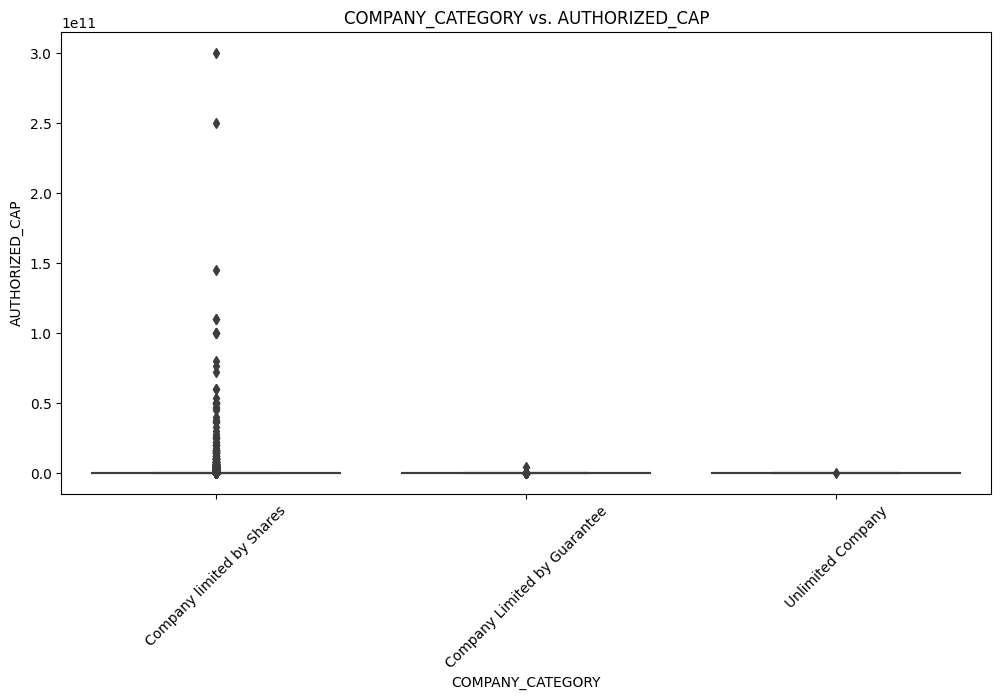 COMPANY_CATEGORY vs. AUTHORIZED_CAP
1e11
3.0
2.5
2.0
1.5
1.0
0.5
0.0
AUTHORIZED_CAP
Company limited by Shares
Company Limited by Guarantee
Unlimited Company
COMPANY_CATEGORY